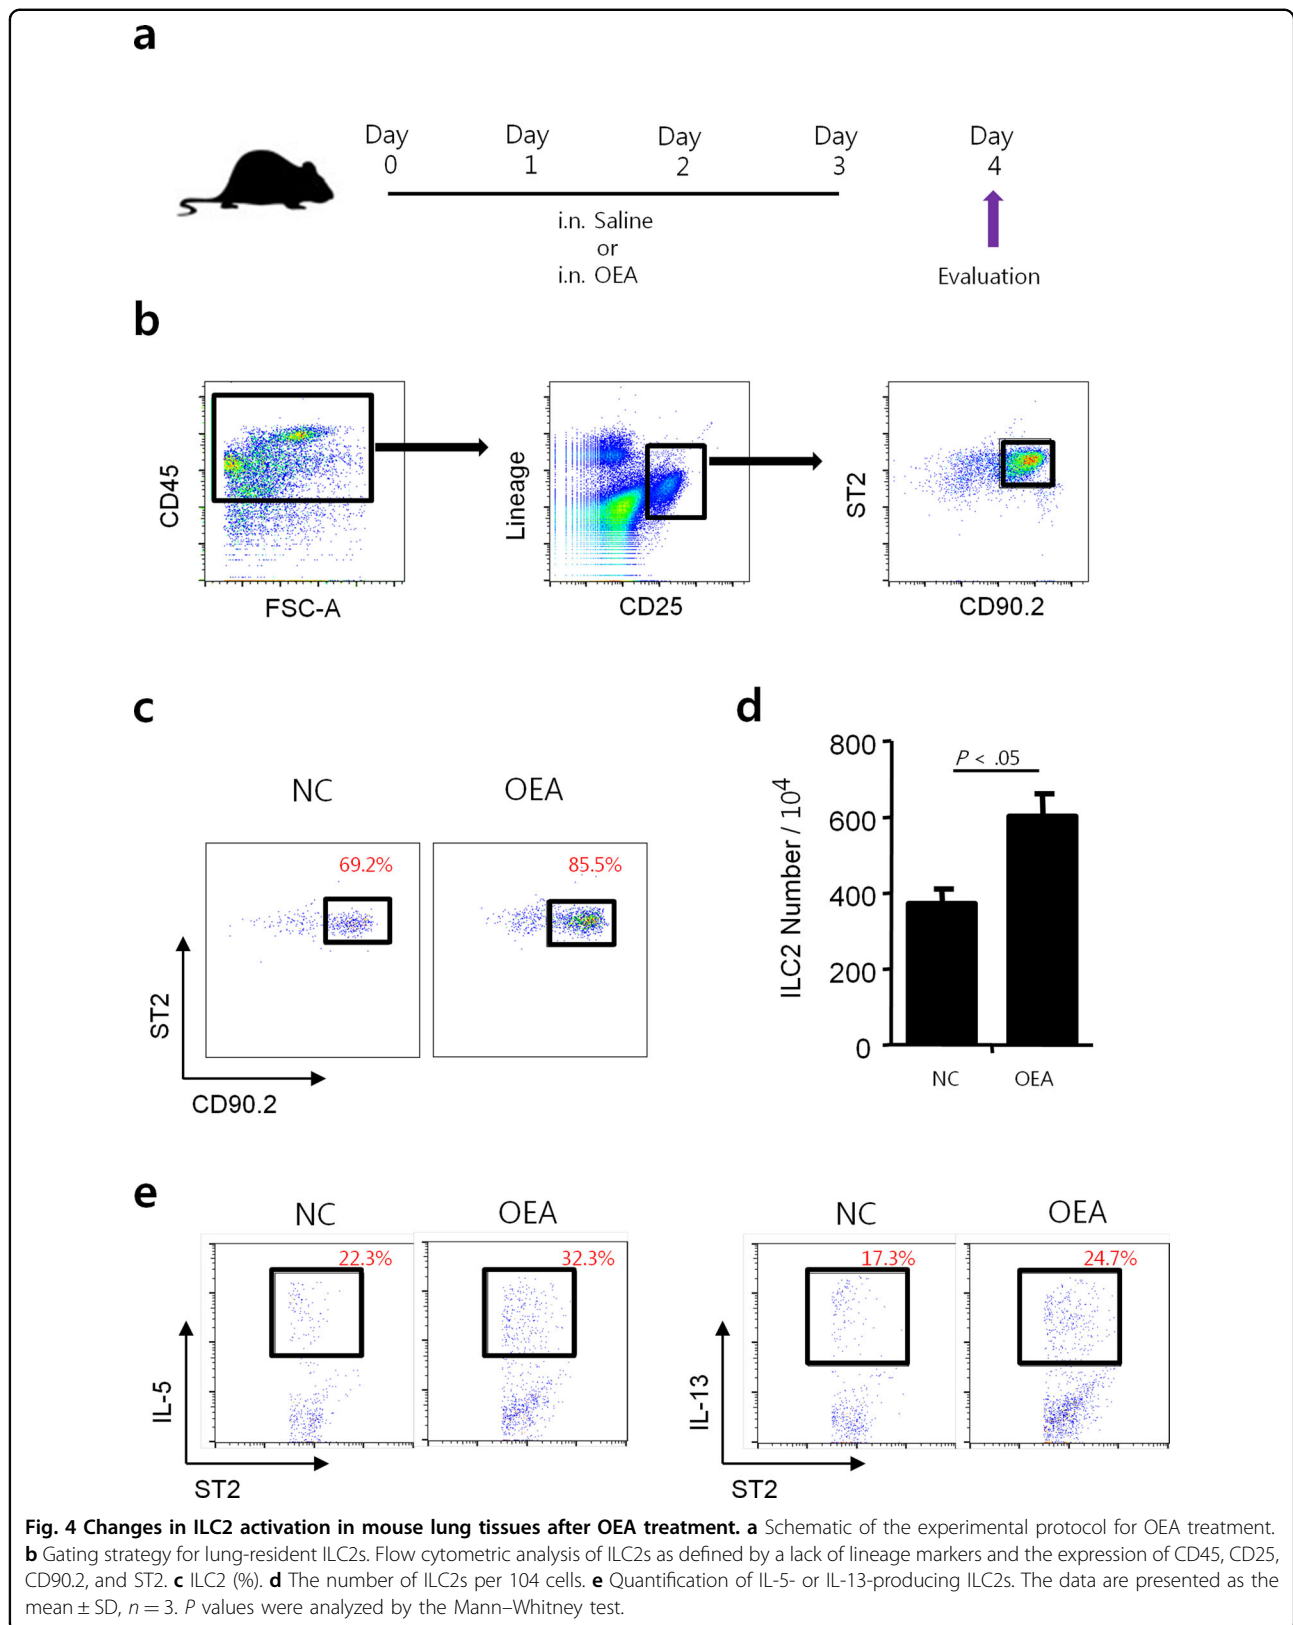 a
Day Day Day Day Day
0 1 2 3 4
i.n. Saline
or
i.n. OEA
Evaluation
b
CD45
FSC-A
Lineage
CD25
ST2
CD90.2
c
NC OEA
69.2% 85.5%
ST2
CD90.2
d
800
600
400
200
0
ILC2 Number / 10⁴
P < .05
NC OEA
e
NC OEA NC OEA
22.3% 32.3% 17.3% 24.7%
IL-5
ST2
IL-13
ST2
Fig. 4 Changes in ILC2 activation in mouse lung tissues after OEA treatment. a Schematic of the experimental protocol for OEA treatment.
b Gating strategy for lung-resident ILC2s. Flow cytometric analysis of ILC2s as defined by a lack of lineage markers and the expression of CD45, CD25,
CD90.2, and ST2. c ILC2 (%). d The number of ILC2s per 104 cells. e Quantification of IL-5- or IL-13-producing ILC2s. The data are presented as the
mean ± SD, n = 3. P values were analyzed by the Mann–Whitney test.